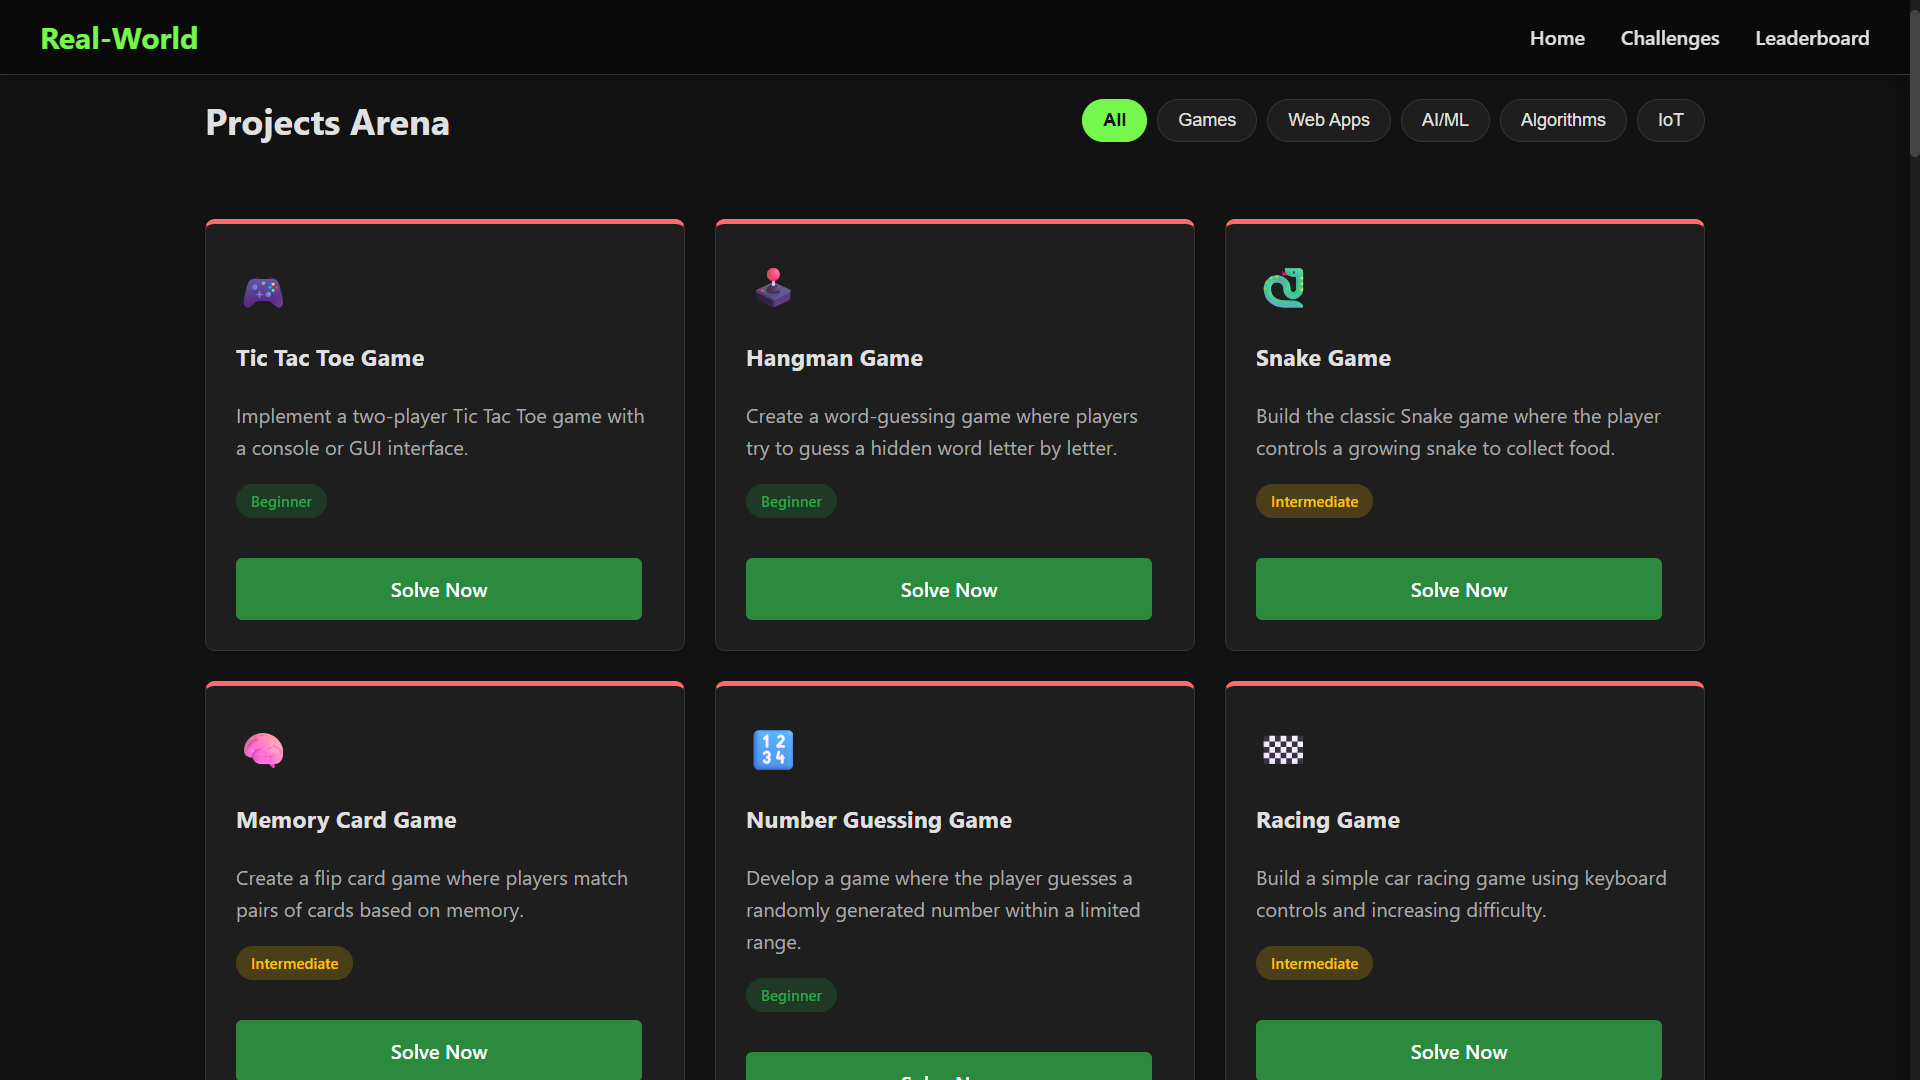 Real-World
Home
Challenges
Leaderboard
Projects Arena
All
Games
Web Apps
AI/ML
Algorithms
IoT
Tic Tac Toe Game
Implement a two-player Tic Tac Toe game with
a console or GUI interface.
Beginner
Solve Now
Hangman Game
Create a word-guessing game where players
try to guess a hidden word letter by letter.
Beginner
Solve Now
Snake Game
Build the classic Snake game where the player
controls a growing snake to collect food.
Intermediate
Solve Now
Memory Card Game
Create a flip card game where players match
pairs of cards based on memory.
Intermediate
Solve Now
1 2
3 4
Number Guessing Game
Develop a game where the player guesses a
randomly generated number within a limited
range.
Beginner
Racing Game
Build a simple car racing game using keyboard
controls and increasing difficulty.
Intermediate
Solve Now